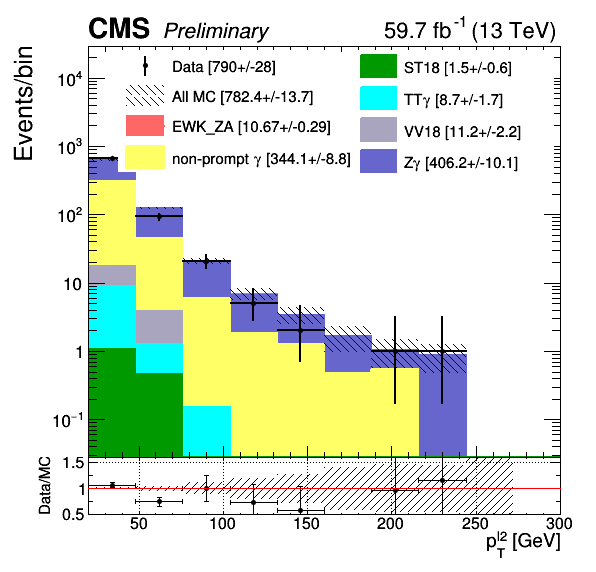 CMS Preliminary 59.7 fb⁻¹ (13 TeV)
Events/bin
Data [790+/-28]
All MC [782.4+/-13.7]
EWK_ZA [10.67+/-0.29]
non-prompt γ [344.1+/-8.8]
ST18 [1.5+/-0.6]
TTγ [8.7+/-1.7]
VV18 [11.2+/-2.2]
Zγ [406.2+/-10.1]
10⁴
10³
10²
10
1
10⁻¹
Data/MC
1.5
1
0.5
50 100 150 200 250 300
p_T^l2 [GeV]